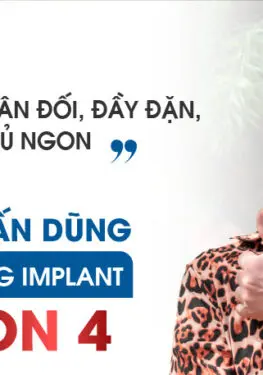 ÂN ĐỐI, ĐẦY ĐẶN,
Ủ NGON ”
ẤN DŨNG
G IMPLANT
ON 4